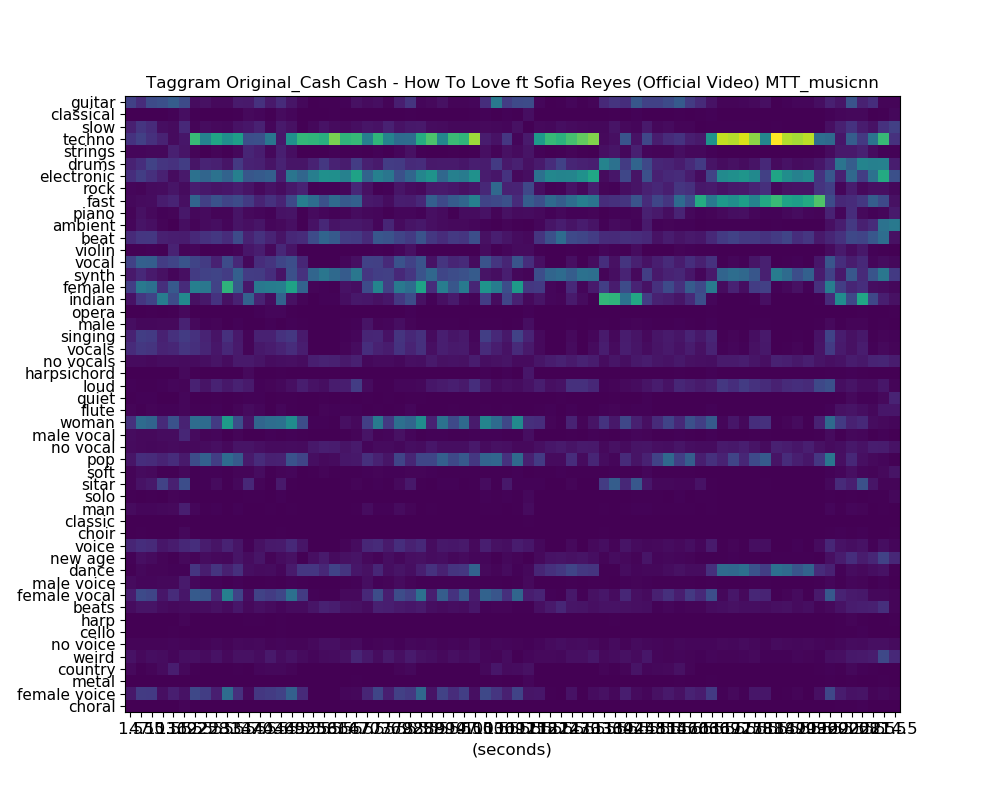 Taggram Original_Cash Cash - How To Love ft Sofia Reyes (Official Video) MTT_musicnn
guitar
classical
slow
techno
strings
drums
electronic
rock
fast
piano
ambient
beat
violin
vocal
synth
female
indian
opera
male
singing
vocals
no vocals
harpsichord
loud
quiet
flute
woman
male vocal
no vocal
pop
soft
sitar
solo
man
classic
choir
voice
new age
dance
male voice
female vocal
beats
harp
cello
no voice
weird
country
metal
female voice
choral
(seconds)